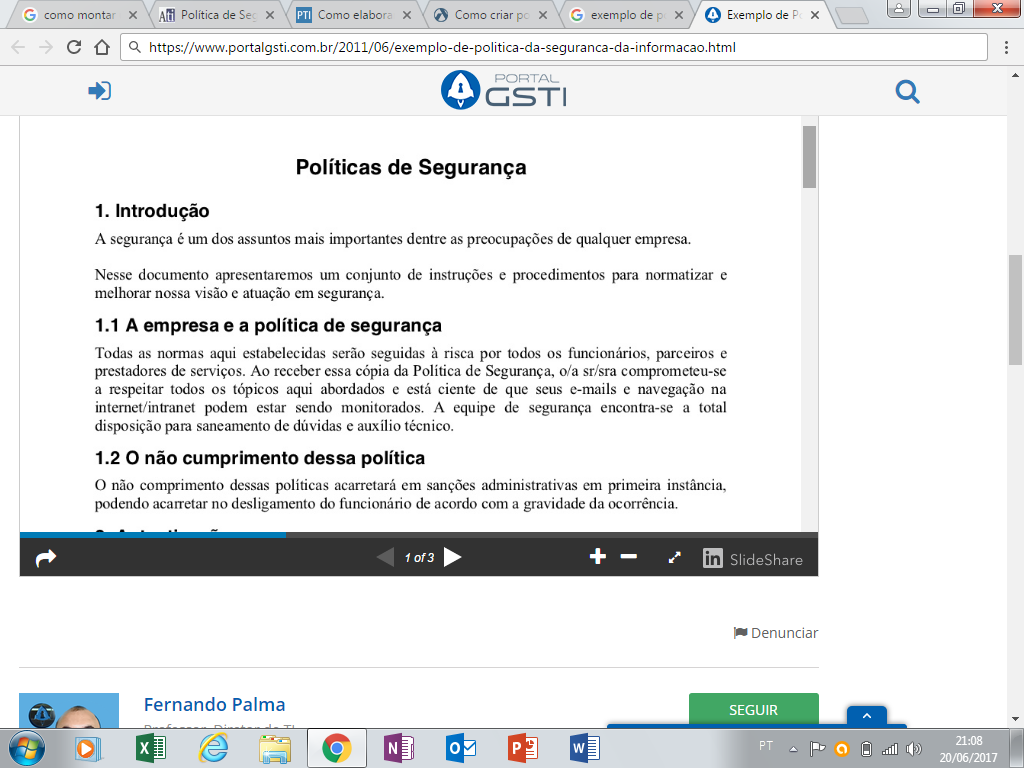 como montar
Política de Seg
Como elabora
Como criar po
exemplo de po
Exemplo de Po
https://www.portalgsti.com.br/2011/06/exemplo-de-politica-da-seguranca-da-informacao.html
PORTAL
GSTI
Políticas de Segurança
1. Introdução
A segurança é um dos assuntos mais importantes dentre as preocupações de qualquer empresa.
Nesse documento apresentaremos um conjunto de instruções e procedimentos para normatizar e
melhorar nossa visão e atuação em segurança.
1.1 A empresa e a política de segurança
Todas as normas aqui estabelecidas serão seguidas à risca por todos os funcionários, parceiros e
prestadores de serviços. Ao receber essa cópia da Política de Segurança, o/a sr/sra comprometeu-se
a respeitar todos os tópicos aqui abordados e está ciente de que seus e-mails e navegação na
internet/intranet podem estar sendo monitorados. A equipe de segurança encontra-se a total
disposição para saneamento de dúvidas e auxílio técnico.
1.2 O não cumprimento dessa política
O não comprimento dessas políticas acarretará em sanções administrativas em primeira instância,
podendo acarretar no desligamento do funcionário de acordo com a gravidade da ocorrência.
1 of 3
in SlideShare
Denunciar
Fernando Palma
SEGUIR
Professor, Diretor de TI
PT
21:08
20/06/2017